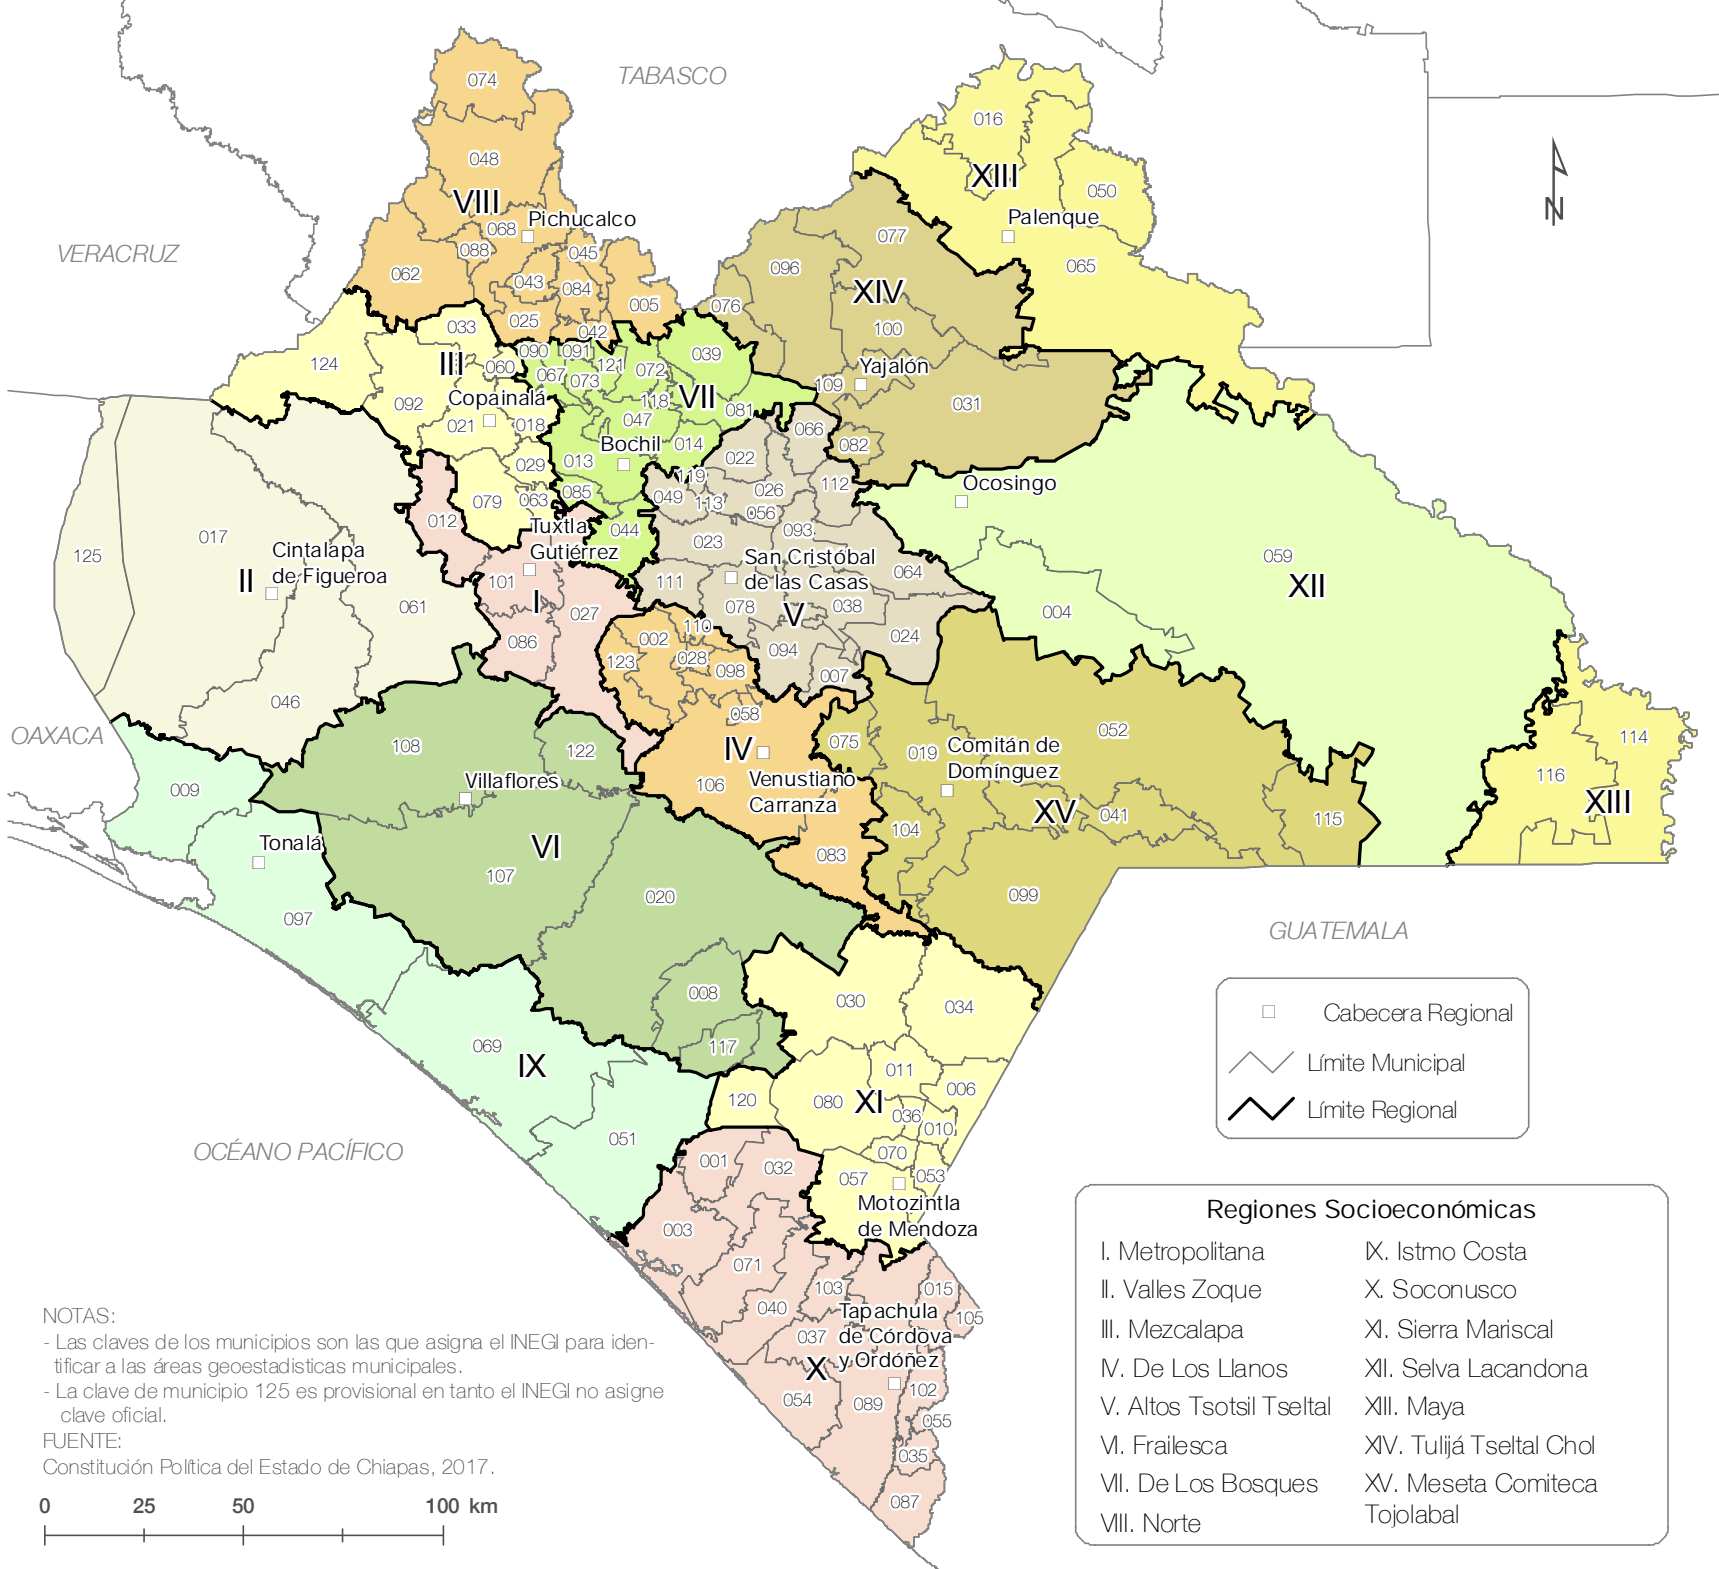 TABASCO
074
016
048
XIII
050
VIII
Pichucalco
Palenque
068
077
VERACRUZ
088
045
096
065
062
043
084
XIV
005
076
025
042
100
033
124
III
060
090
091
039
067
073
121
072
Yajalón
109
092
Copainalá
118
VII
081
031
021
018
047
066
Bochil
014
082
013
022
029
119
112
Ocosingo
079
063
085
049
113
026
012
056
Tuxtla
Gutiérrez
044
093
017
023
125
Cintalapa
de Figueroa
San Cristóbal
de las Casas
059
II
101
111
064
XII
061
I
027
078
038
004
V
086
002
110
024
123
028
094
098
007
046
058
052
114
OAXACA
108
122
IV
075
019
Comitán de
Domínguez
009
Villaflores
106
Venustiano
Carranza
116
XIII
XV
041
115
104
Tonalá
VI
083
107
020
099
097
GUATEMALA
008
030
034
Cabecera Regional
069
117
IX
011
Límite Municipal
006
120
080
XI
036
Límite Regional
010
051
OCÉANO PACÍFICO
070
001
032
057
053
Motozintla
de Mendoza
003
071
103
015
040
105
Tapachula
de Córdova
y Ordóñez
037
X
054
089
102
055
035
087
N
Regiones Socioeconómicas
I. Metropolitana
II. Valles Zoque
III. Mezcalapa
IV. De Los Llanos
V. Altos Tsotsil Tseltal
VI. Frailesca
VII. De Los Bosques
VIII. Norte
IX. Istmo Costa
X. Soconusco
XI. Sierra Mariscal
XII. Selva Lacandona
XIII. Maya
XIV. Tulijá Tseltal Chol
XV. Meseta Comiteca
Tojolabal
NOTAS:
- Las claves de los municipios son las que asigna el INEGI para iden-
tificar a las áreas geoestadisticas municipales.
- La clave de municipio 125 es provisional en tanto el INEGI no asigne
clave oficial.
FUENTE:
Constitución Política del Estado de Chiapas, 2017.
0 25 50 100 km